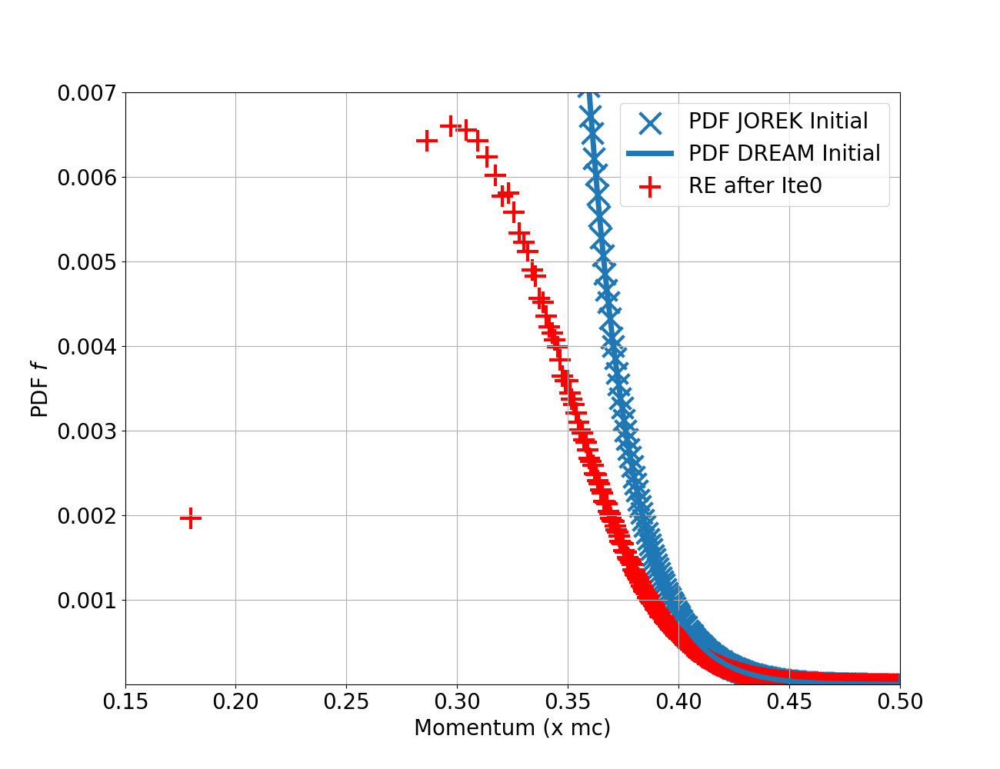 0.007
0.006
0.005
0.004
0.003
0.002
0.001
PDF f
0.15 0.20 0.25 0.30 0.35 0.40 0.45 0.50
Momentum (x mc)
PDF JOREK Initial
PDF DREAM Initial
RE after Ite0